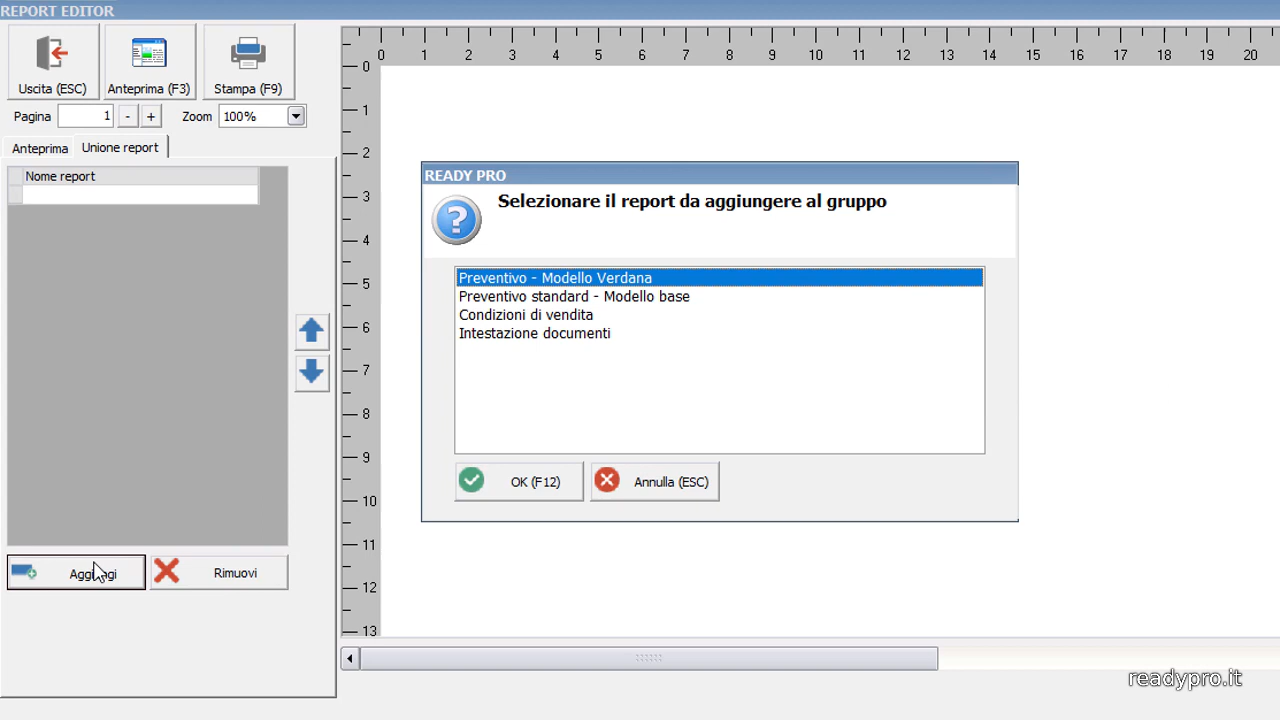 REPORT EDITOR
Uscita (ESC)
Anteprima (F3)
Stampa (F9)
Pagina 1 - + Zoom 100%
Anteprima Unione report
Nome report
Aggiungi
Rimuovi
0 1 2 3 4 5 6 7 8 9 10 11 12 13 14 15 16 17 18 19 20
0
1
2
3
4
5
6
7
8
9
10
11
12
13
READY PRO
Selezionare il report da aggiungere al gruppo
Preventivo - Modello Verdana
Preventivo standard - Modello base
Condizioni di vendita
Intestazione documenti
OK (F12)
Annulla (ESC)
readypro.it